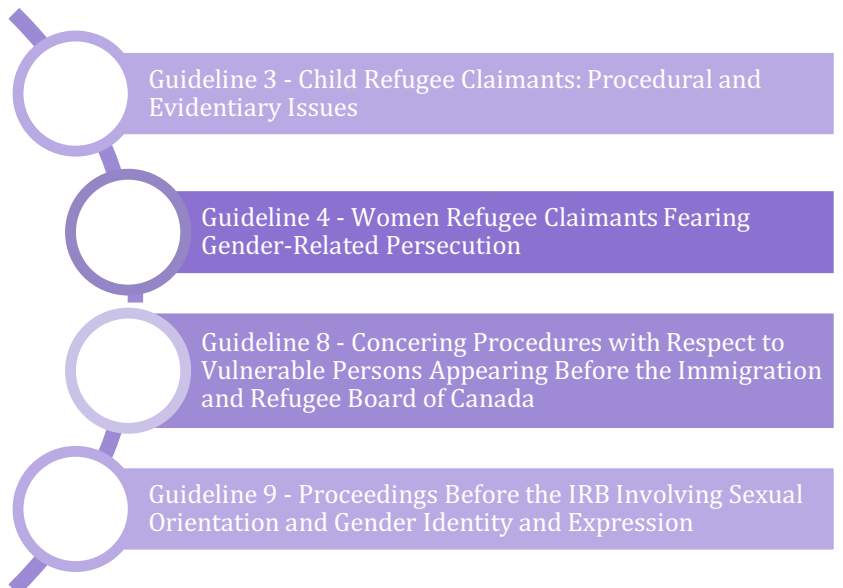 Guideline 3 - Child Refugee Claimants: Procedural and
Evidentiary Issues
Guideline 4 - Women Refugee Claimants Fearing
Gender-Related Persecution
Guideline 8 - Concering Procedures with Respect to
Vulnerable Persons Appearing Before the Immigration
and Refugee Board of Canada
Guideline 9 - Proceedings Before the IRB Involving Sexual
Orientation and Gender Identity and Expression